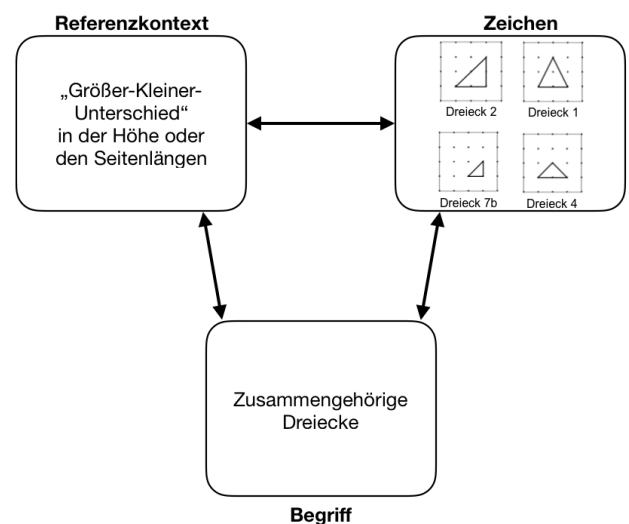 Referenzkontext
Zeichen
„Größer-Kleiner-
Unterschied“
in der Höhe oder
den Seitenlängen
Dreieck 2
Dreieck 1
Dreieck 7b
Dreieck 4
Zusammengehörige
Dreiecke
Begriff